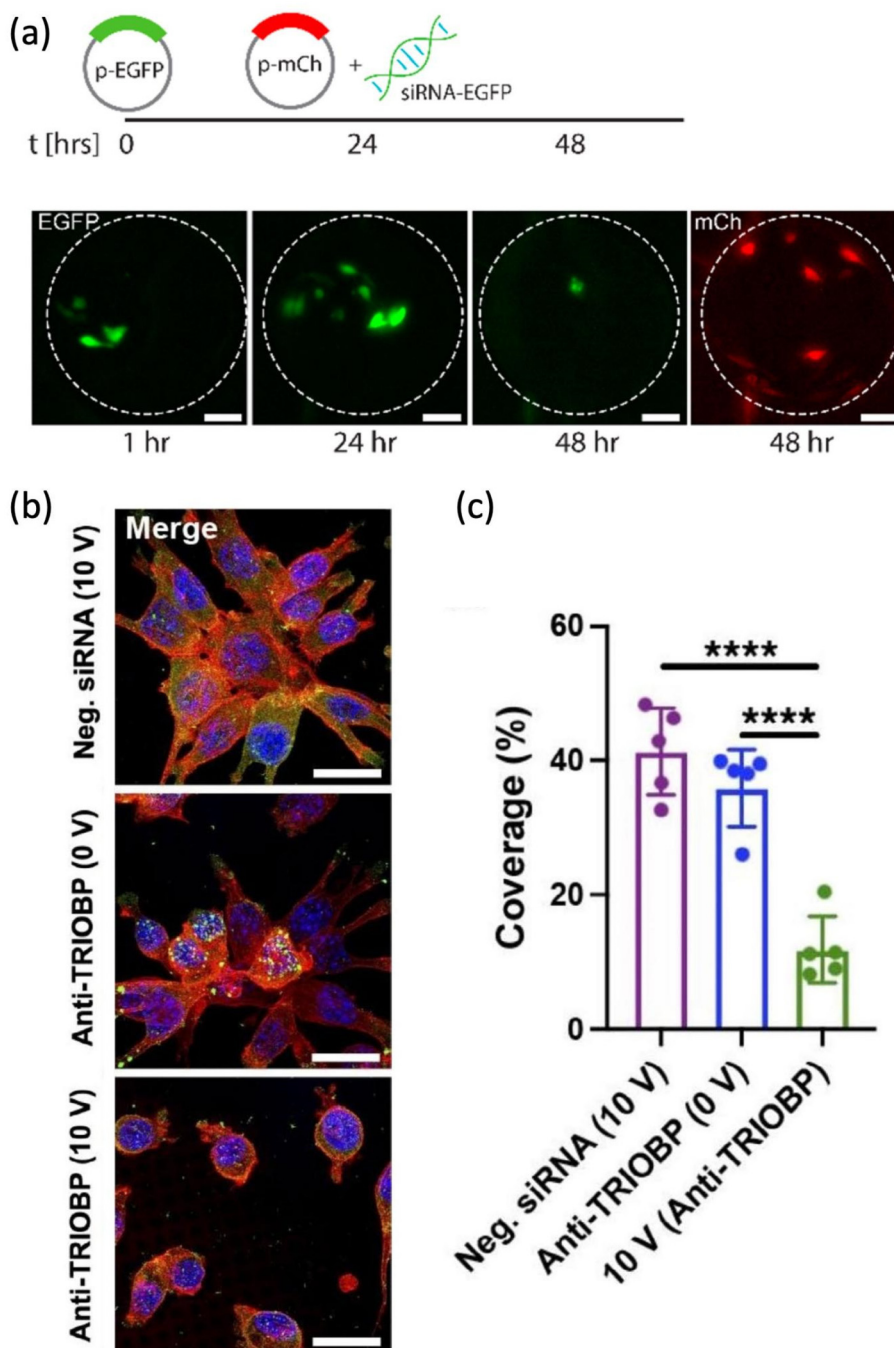 (a)
p-EGFP
p-mCh
+
siRNA-EGFP
t [hrs] 0 24 48
EGFP
mCh
1 hr 24 hr 48 hr 48 hr
(b)
Merge
Neg. siRNA (10 V)
Anti-TRIOBP (0 V)
Anti-TRIOBP (10 V)
(c)
Coverage (%)
60
40
20
0
****
****
Neg. siRNA (10 V)
Anti-TRIOBP (0 V)
10 V (Anti-TRIOBP)